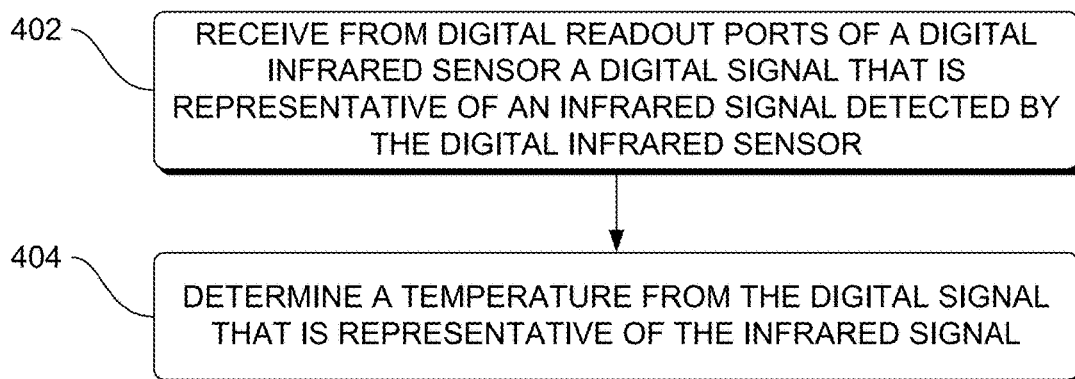 402
RECEIVE FROM DIGITAL READOUT PORTS OF A DIGITAL
INFRARED SENSOR A DIGITAL SIGNAL THAT IS
REPRESENTATIVE OF AN INFRARED SIGNAL DETECTED BY
THE DIGITAL INFRARED SENSOR
404
DETERMINE A TEMPERATURE FROM THE DIGITAL SIGNAL
THAT IS REPRESENTATIVE OF THE INFRARED SIGNAL